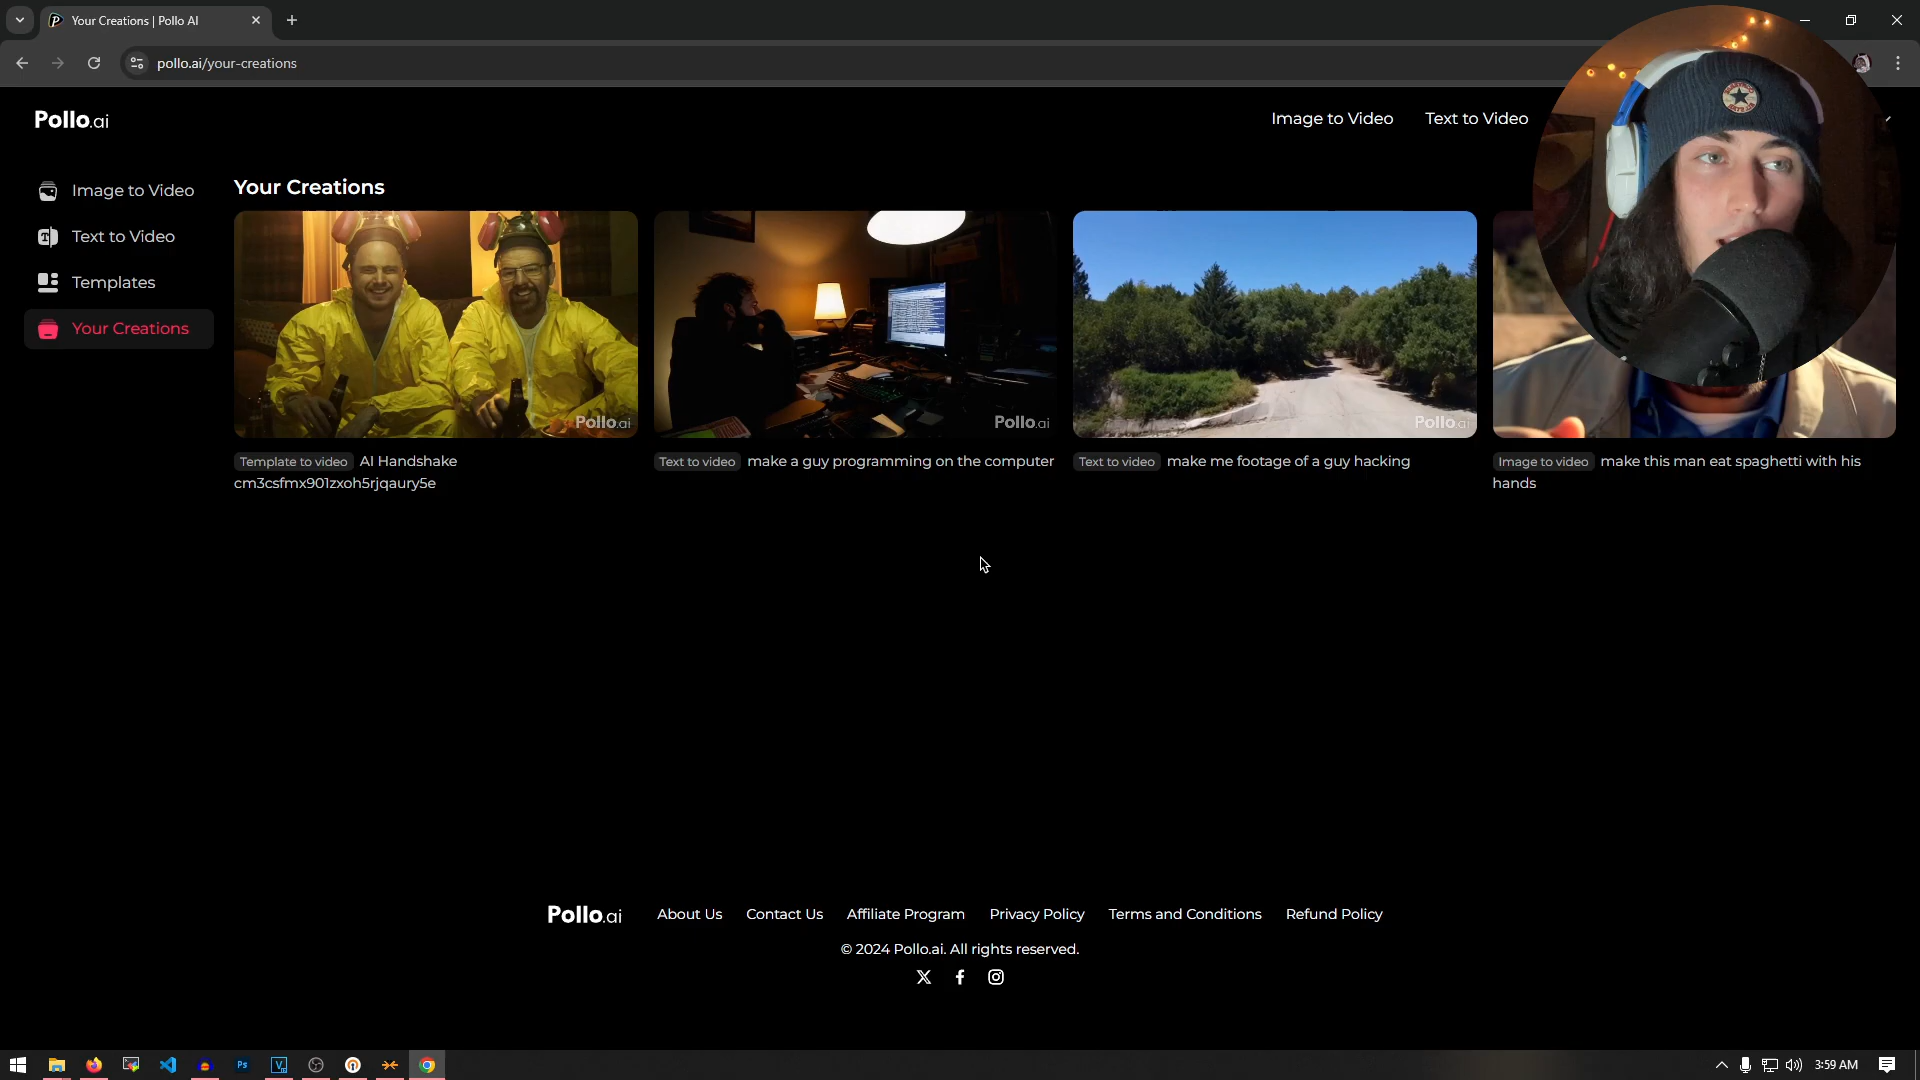 Your Creations | Pollo AI
pollo.ai/your-creations
Pollo.ai
Image to Video
Text to Video
Image to Video
Text to Video
Templates
Your Creations
Your Creations
Pollo.ai
Pollo.ai
Pollo.ai
Template to video AI Handshake
cm3csfmx901zxoh5rjqaury5e
Text to video make a guy programming on the computer
Text to video make me footage of a guy hacking
Image to video make this man eat spaghetti with his
hands
Pollo.ai
About Us
Contact Us
Affiliate Program
Privacy Policy
Terms and Conditions
Refund Policy
© 2024 Pollo.ai. All rights reserved.
Ps
3:59 AM